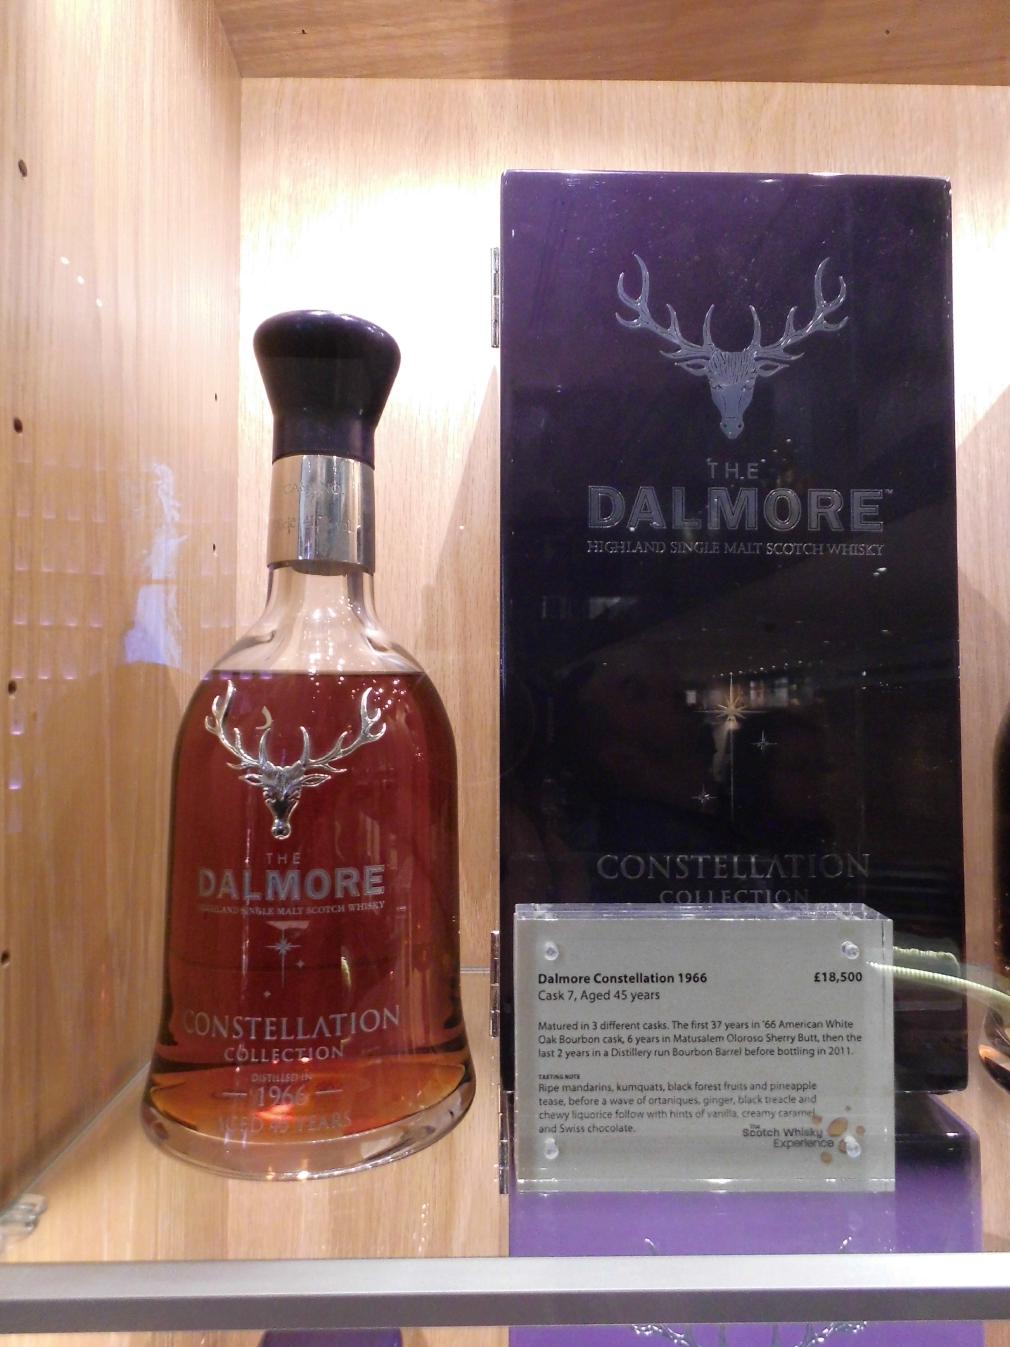 THE
DALMORE™
HIGHLAND SINGLE MALT SCOTCH WHISKY
CONSTELLATION
COLLECTION
THE
DALMORE
HIGHLAND SINGLE MALT SCOTCH WHISKY
CONSTELLATION
COLLECTION
DISTILLED IN
— 1966 —
AGED 45 YEARS
Dalmore Constellation 1966 £18,500
Cask 7, Aged 45 years
Matured in 3 different casks. The first 37 years in '66 American White
Oak Bourbon cask, 6 years in Matusalem Oloroso Sherry Butt, then the
last 2 years in a Distillery run Bourbon Barrel before bottling in 2011.
TASTING NOTE
Ripe mandarins, kumquats, black forest fruits and pineapple
tease, before a wave of ortaniques, ginger, black treacle and
chewy liquorice follow with hints of vanilla, creamy caramel
and Swiss chocolate.
The
Scotch Whisky
Experience